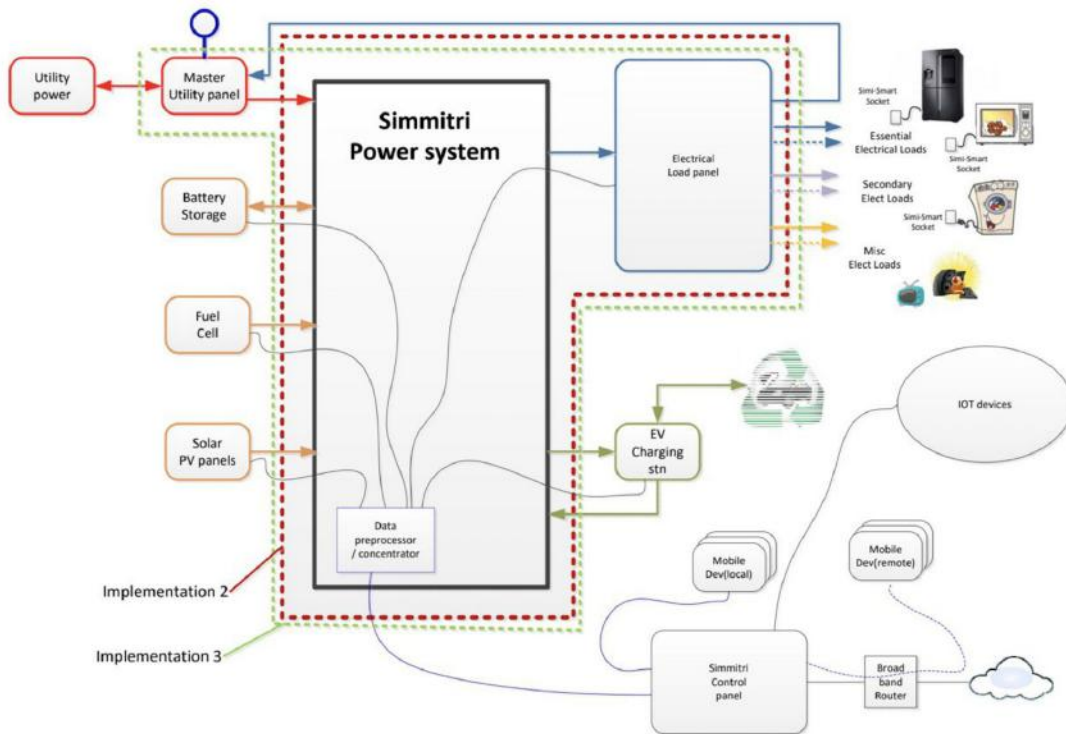 Utility
power
Master
Utility panel
Simmitri
Power system
Electrical
Load panel
Simi-Smart
Socket
Essential
Electrical Loads
Simi-Smart
Socket
Secondary
Elect Loads
Simi-Smart
Socket
Misc
Elect Loads
Battery
Storage
Fuel
Cell
Solar
PV panels
EV
Charging
stn
IOT devices
Data
preprocessor
/ concentrator
Mobile
Dev(local)
Mobile
Dev(remote)
Implementation 2
Implementation 3
Simmitri
Control
panel
Broad
band
Router